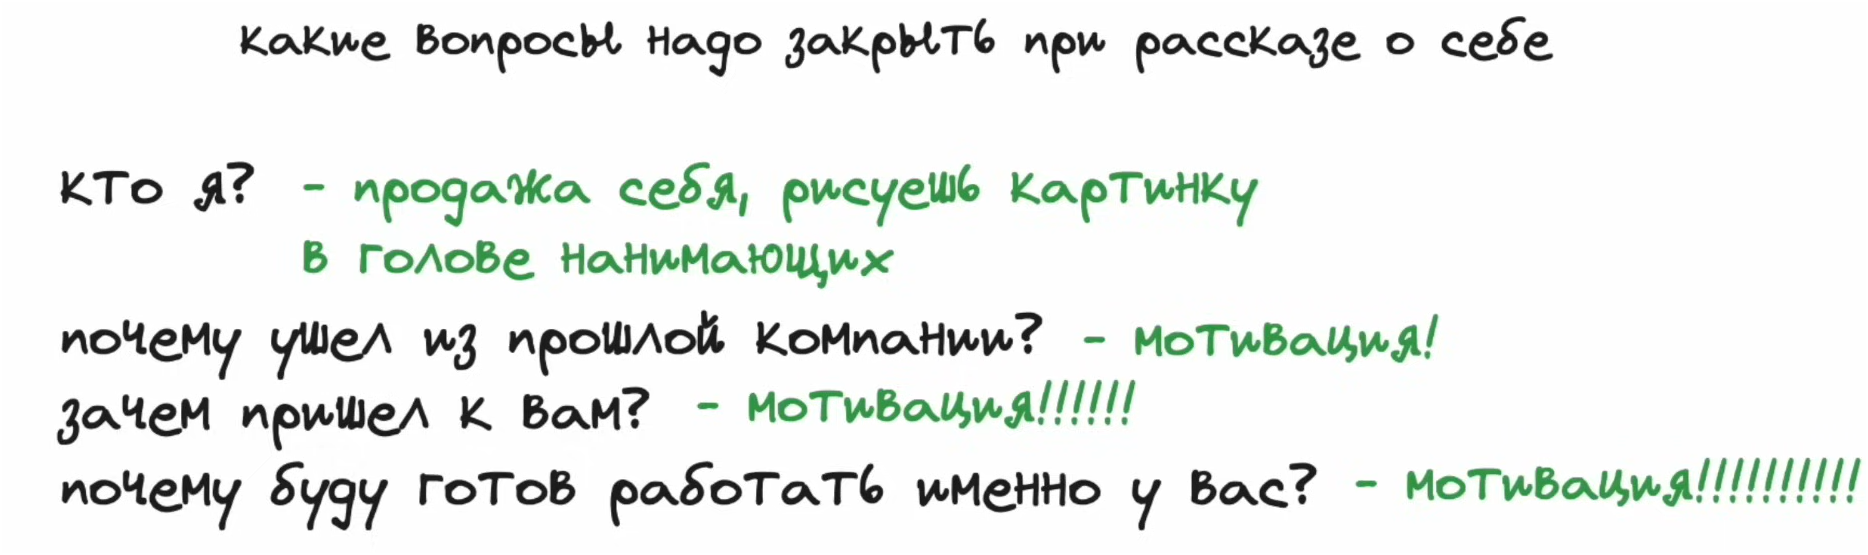 какие вопросы надо закрыть при рассказе о себе
кто я? - продажа себя, рисуешь картинку
в голове нанимающих
почему ушел из прошлой компании? - мотивация!
зачем пришел к вам? - мотивация!!!!!!
почему буду готов работать именно у вас? - мотивация!!!!!!!!!!